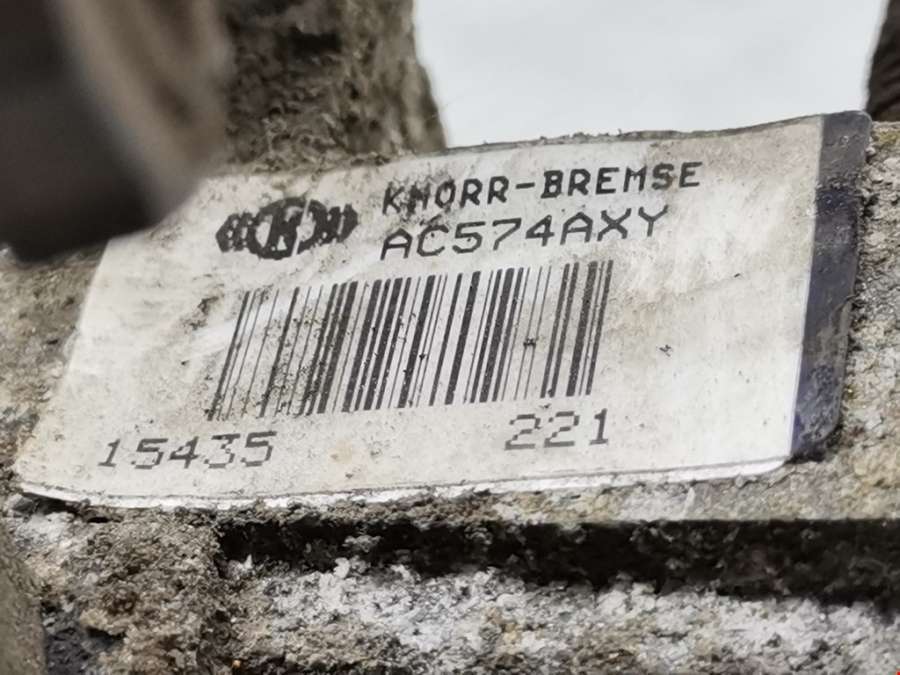 KNORR-BREMSE
AC574AXY
15435 221